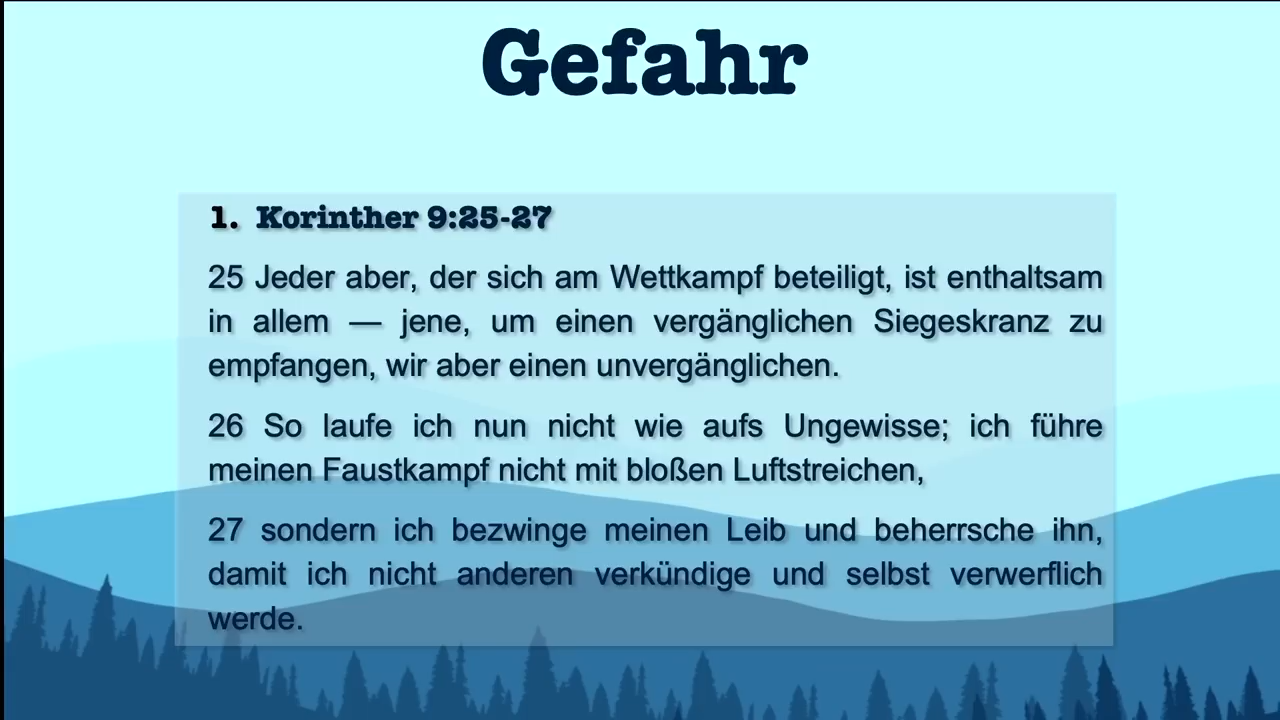 Gefahr
1. Korinther 9:25-27
25 Jeder aber, der sich am Wettkampf beteiligt, ist enthaltsam
in allem — jene, um einen vergänglichen Siegeskranz zu
empfangen, wir aber einen unvergänglichen.
26 So laufe ich nun nicht wie aufs Ungewisse; ich führe
meinen Faustkampf nicht mit bloßen Luftstreichen,
27 sondern ich bezwinge meinen Leib und beherrsche ihn,
damit ich nicht anderen verkündige und selbst verwerflich
werde.